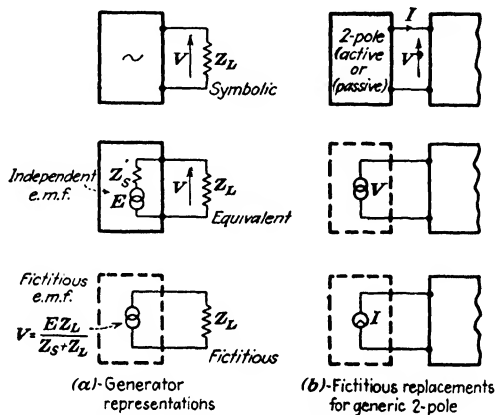 ~
V
Z_L
Symbolic
I
2-pole
(active
or
(passive)
V
Independent
e.m.f.
Z_S
E
V
Z_L
Equivalent
V
Fictitious
e.m.f.
V = EZ_L / Z_S+Z_L
Z_L
Fictitious
I
(a)-Generator
representations
(b)-Fictitious replacements
for generic 2-pole